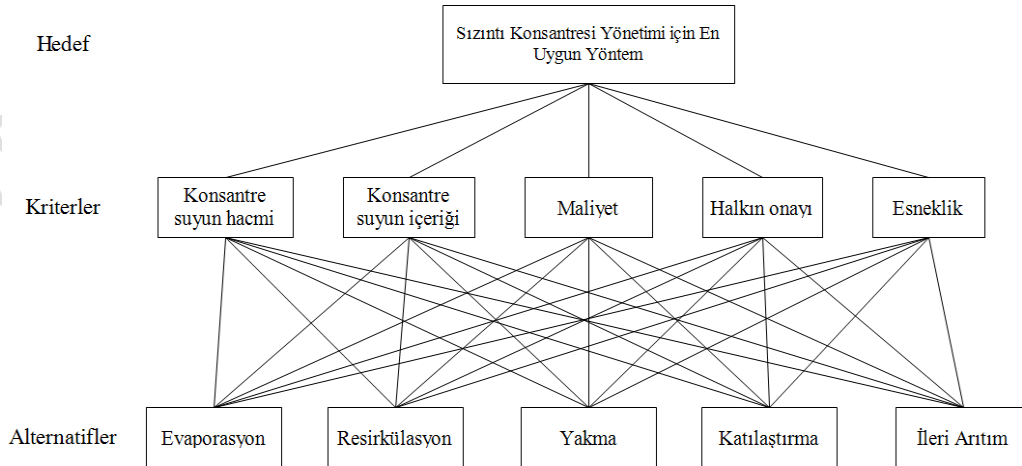 Hedef
Sızıntı Konsantresi Yönetimi için En
Uygun Yöntem
Kriterler
Konsantre
suyun hacmi
Konsantre
suyun içeriği
Maliyet
Halkın onayı
Esneklik
Alternatifler
Evaporasyon
Resirkülasyon
Yakma
Katılaştırma
İleri Arıtım